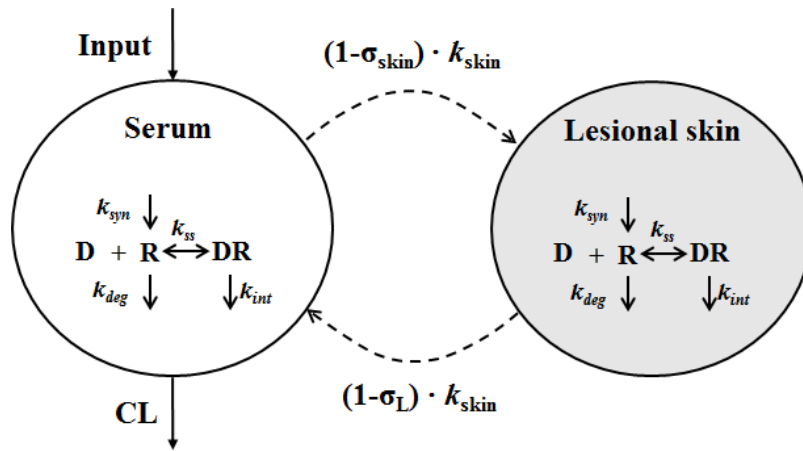 Input
(1-σskin) · kskin
Serum
Lesional skin
ksyn
kss
D + R DR
kdeg
kint
ksyn
kss
D + R DR
kdeg
kint
(1-σL) · kskin
CL